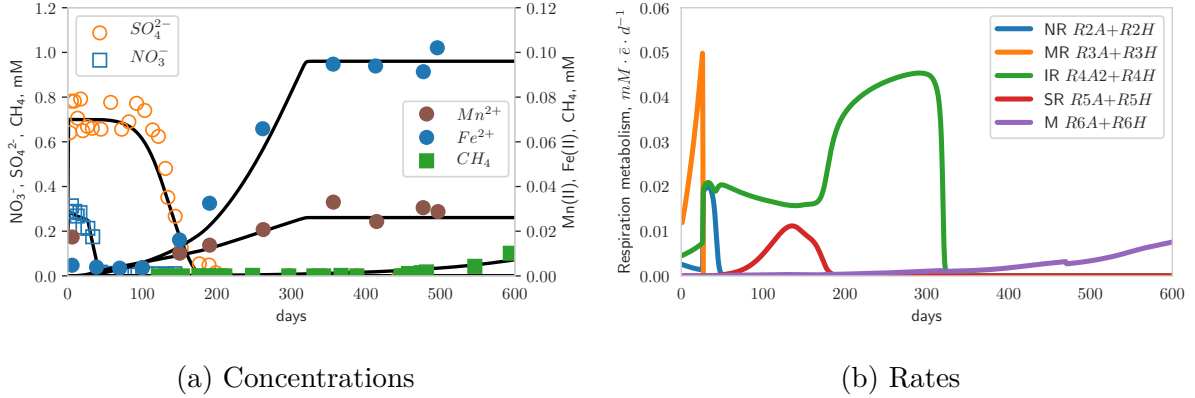 NO₃⁻, SO₄²⁻, CH₄, mM
1.2
1.0
0.8
0.6
0.4
0.2
0.0
0
100
200
300
400
500
600
days
0.12
0.10
0.08
0.06
0.04
0.02
0.00
Mn(II), Fe(II), CH₄, mM
SO₄²⁻
NO₃⁻
Mn²⁺
Fe²⁺
CH₄
(a) Concentrations
Respiration metabolism, mM · ē · d⁻¹
0.06
0.05
0.04
0.03
0.02
0.01
0.00
0
100
200
300
400
500
600
days
NR R2A+R2H
MR R3A+R3H
IR R4A2+R4H
SR R5A+R5H
M R6A+R6H
(b) Rates